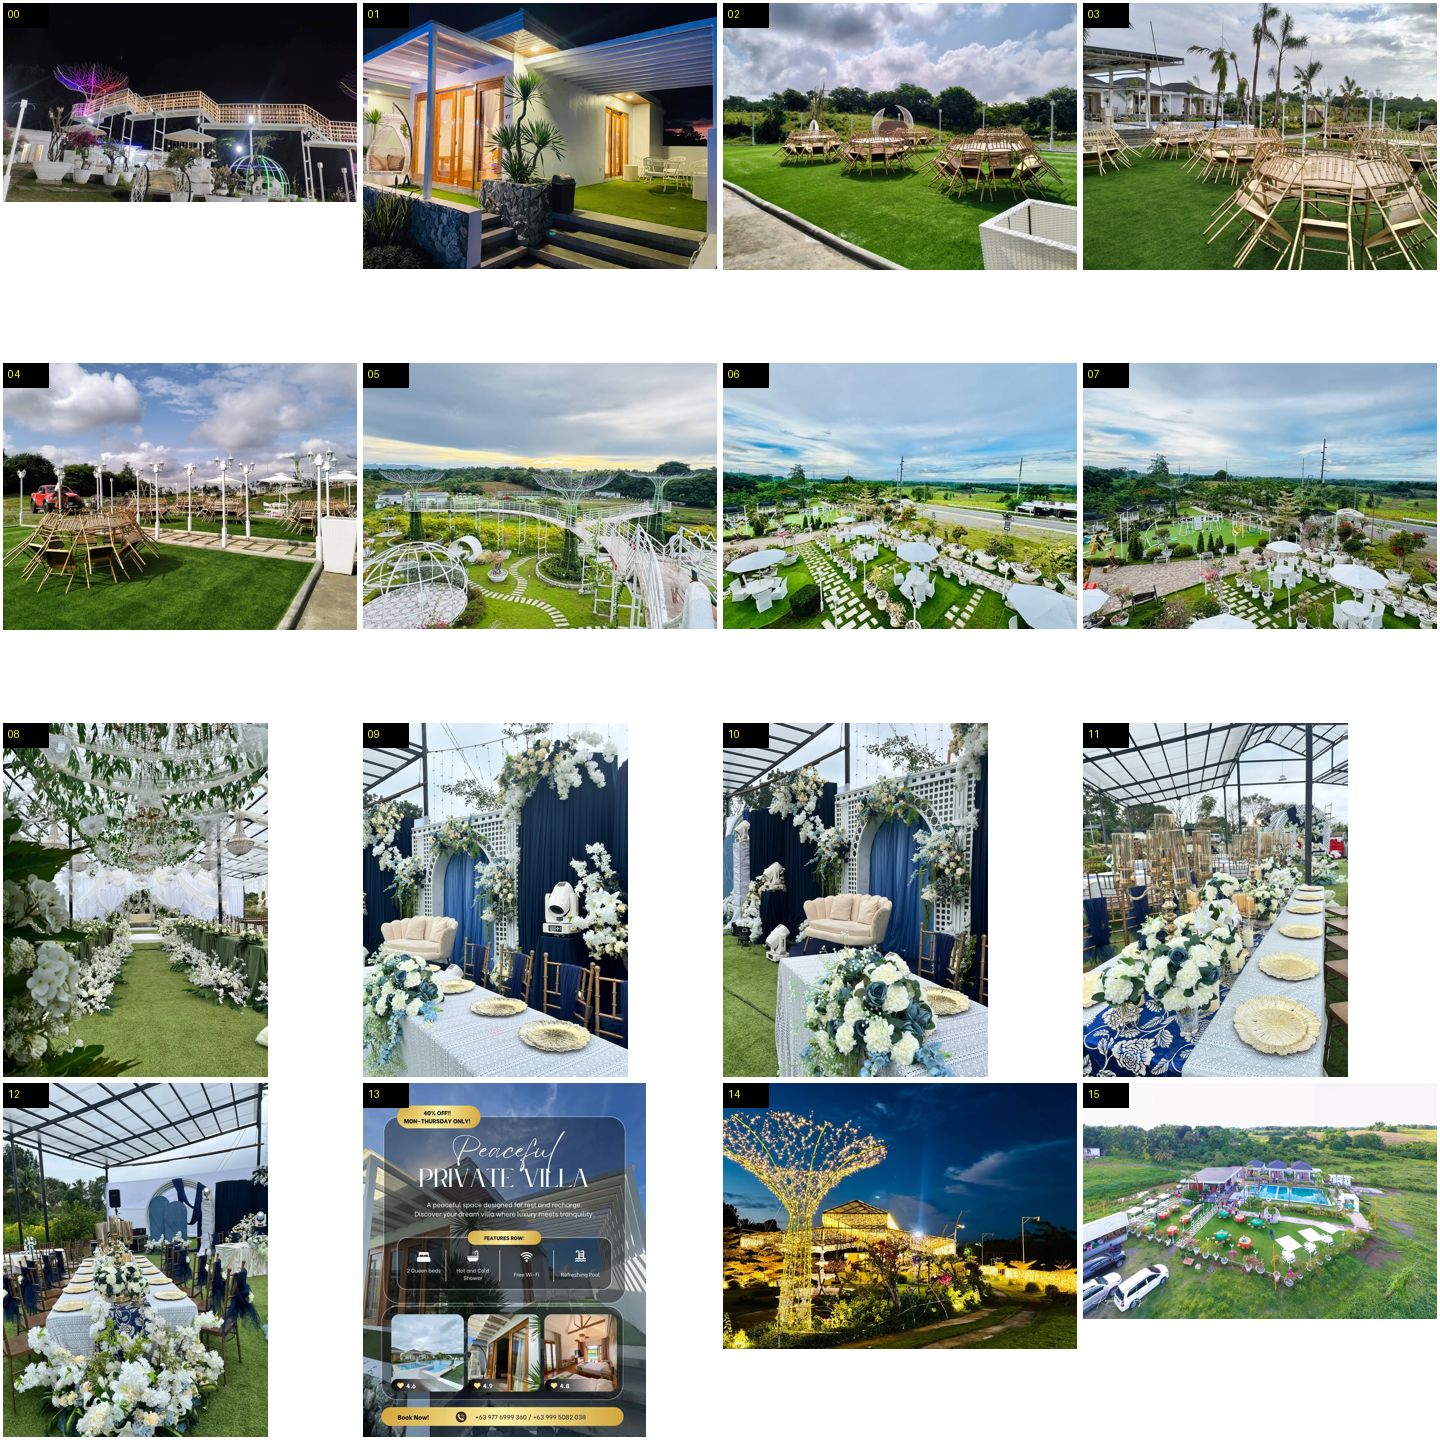 00
01
02
03
04
05
06
07
08
09
10
11
12
13
40% OFF!!
MON-THURSDAY ONLY!
Peaceful
PRIVATE VILLA
A peaceful space designed for rest and recharge.
Discover your dream villa where luxury meets tranquility
FEATURES ROW:
2 Queen beds
Hot and Cold
Shower
Free Wi-Fi
Refreshing Pool
4.6
4.9
4.8
Book Now!
+63 977 6999 360 / +63 999 5082 038
14
15